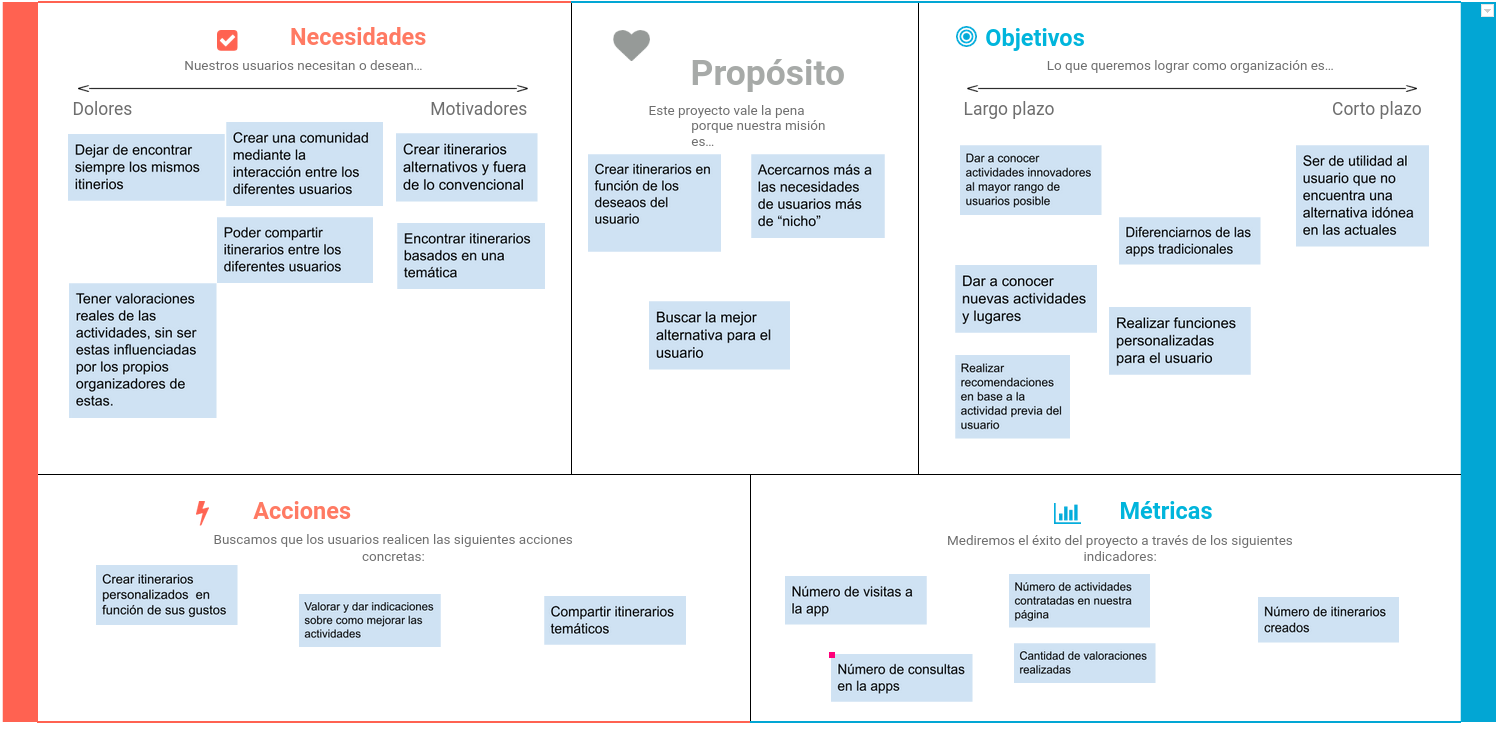 Necesidades
Nuestros usuarios necesitan o desean…
Dolores
Motivadores
Dejar de encontrar
siempre los mismos
itinerios
Crear una comunidad
mediante la
interacción entre los
diferentes usuarios
Crear itinerarios
alternativos y fuera
de lo convencional
Poder compartir
itinerarios entre los
diferentes usuarios
Encontrar itinerarios
basados en una
temática
Tener valoraciones
reales de las
actividades, sin ser
estas influenciadas
por los propios
organizadores de
estas.
Propósito
Este proyecto vale la pena
porque nuestra misión
es…
Crear itinerarios en
función de los
deseaos del
usuario
Acercarnos más a
las necesidades
de usuarios más
de “nicho”
Buscar la mejor
alternativa para el
usuario
Objetivos
Lo que queremos lograr como organización es…
Largo plazo
Corto plazo
Dar a conocer
actividades innovadores
al mayor rango de
usuarios posible
Ser de utilidad al
usuario que no
encuentra una
alternativa idónea
en las actuales
Diferenciarnos de las
apps tradicionales
Dar a conocer
nuevas actividades
y lugares
Realizar funciones
personalizadas
para el usuario
Realizar
recomendaciones
en base a la
actividad previa del
usuario
Acciones
Buscamos que los usuarios realicen las siguientes acciones
concretas:
Crear itinerarios
personalizados en
función de sus gustos
Valorar y dar indicaciones
sobre como mejorar las
actividades
Compartir itinerarios
temáticos
Métricas
Mediremos el éxito del proyecto a través de los siguientes
indicadores:
Número de visitas a
la app
Número de actividades
contratadas en nuestra
página
Número de itinerarios
creados
Número de consultas
en la apps
Cantidad de valoraciones
realizadas